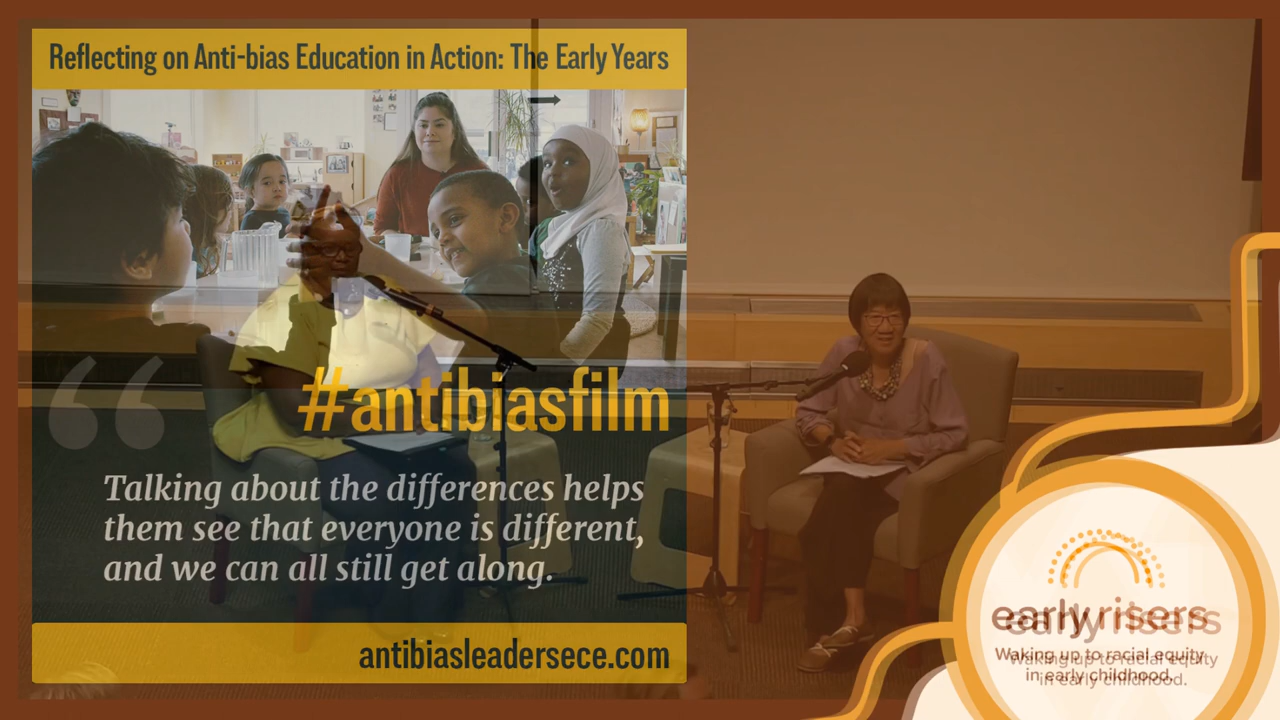 Reflecting on Anti-bias Education in Action: The Early Years
#antibiasfilm
“
Talking about the differences helps
them see that everyone is different,
and we can all still get along.
antibiasleadersece.com
early risers
Waking up to racial equity
in early childhood.